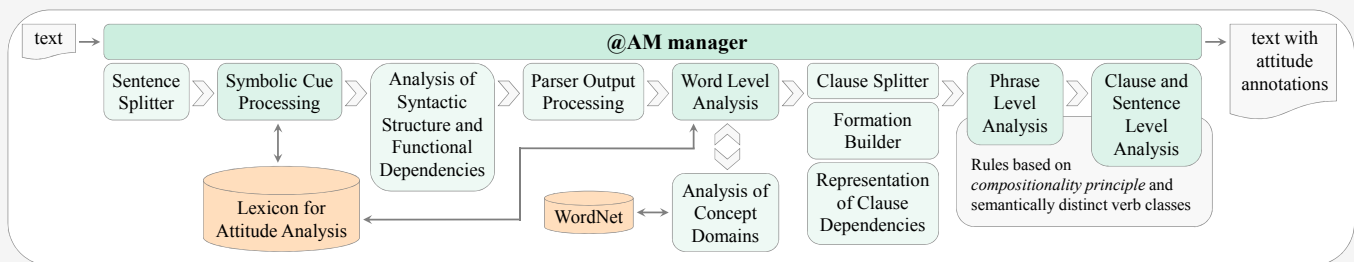 text
@AM manager
text with
attitude
annotations
Sentence
Splitter
Symbolic Cue
Processing
Analysis of
Syntactic
Structure and
Functional
Dependencies
Parser Output
Processing
Word Level
Analysis
Clause Splitter
Formation
Builder
Representation
of Clause
Dependencies
Phrase
Level
Analysis
Clause and
Sentence
Level
Analysis
Rules based on
compositionality principle and
semantically distinct verb classes
Lexicon for
Attitude Analysis
WordNet
Analysis of
Concept
Domains